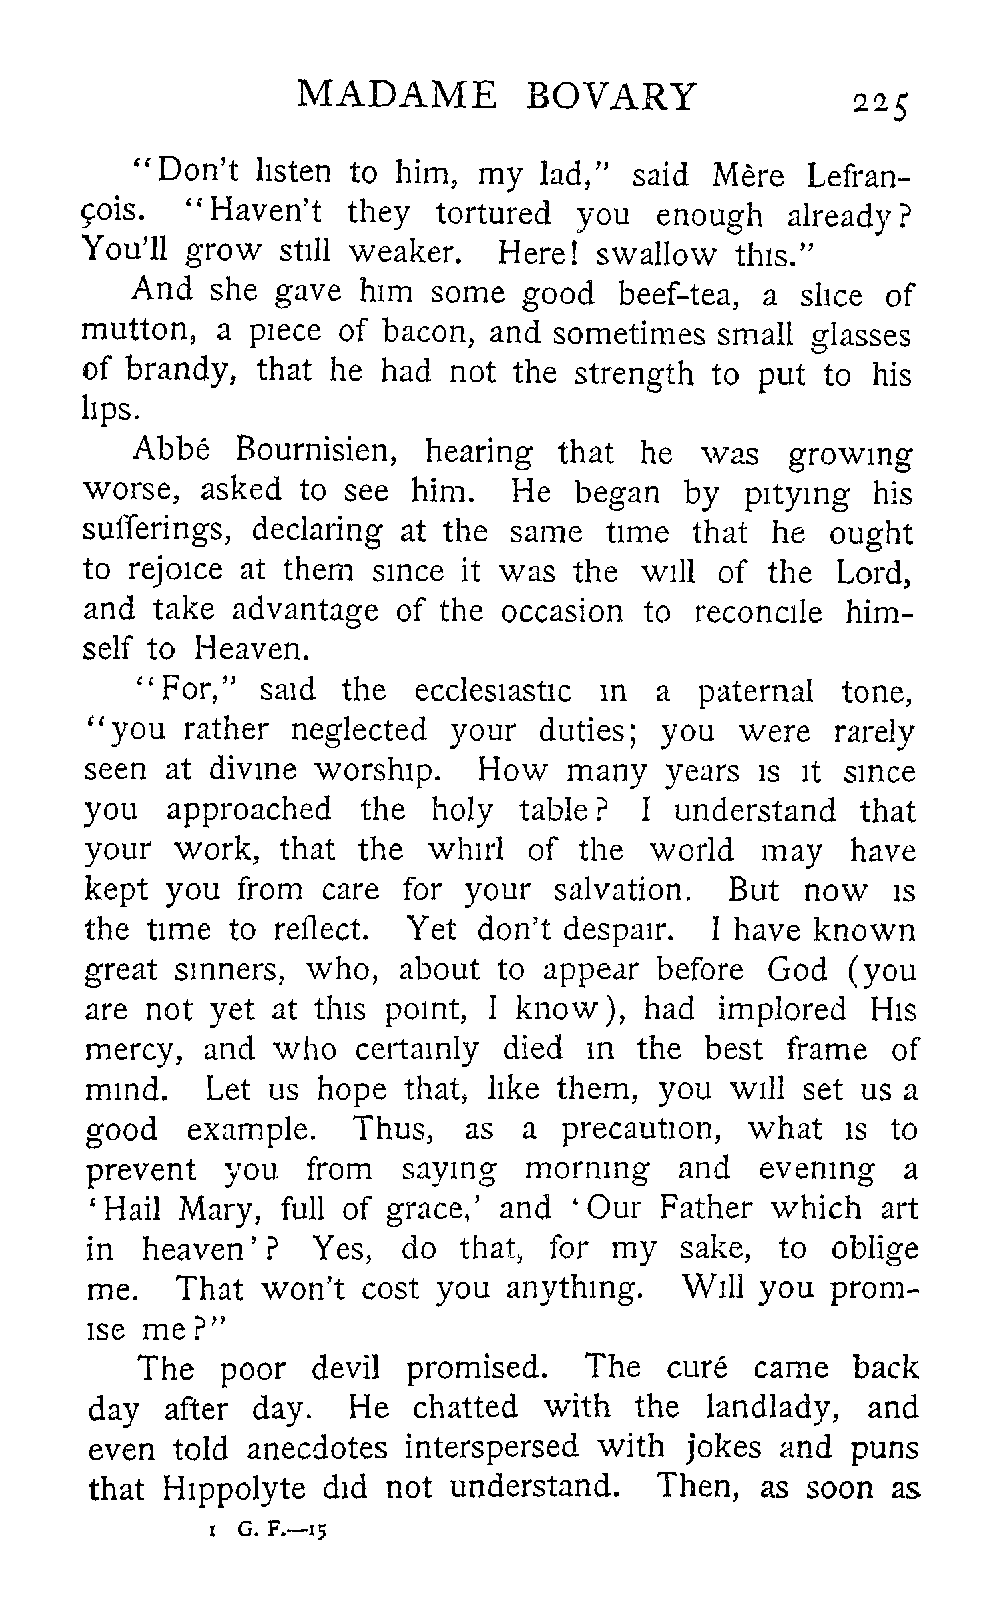 MADAME BOVARY 225
"Don't listen to him, my lad," said Mère Lefran-
çois. "Haven't they tortured you enough already?
You'll grow still weaker. Here! swallow this."
And she gave him some good beef-tea, a slice of
mutton, a piece of bacon, and sometimes small glasses
of brandy, that he had not the strength to put to his
lips.
Abbé Bournisien, hearing that he was growing
worse, asked to see him. He began by pitying his
sufferings, declaring at the same time that he ought
to rejoice at them since it was the will of the Lord,
and take advantage of the occasion to reconcile him-
self to Heaven.
"For," said the ecclesiastic in a paternal tone,
"you rather neglected your duties; you were rarely
seen at divine worship. How many years is it since
you approached the holy table? I understand that
your work, that the whirl of the world may have
kept you from care for your salvation. But now is
the time to reflect. Yet don't despair. I have known
great sinners, who, about to appear before God (you
are not yet at this point, I know), had implored His
mercy, and who certainly died in the best frame of
mind. Let us hope that, like them, you will set us a
good example. Thus, as a precaution, what is to
prevent you from saying morning and evening a
'Hail Mary, full of grace,' and 'Our Father which art
in heaven'? Yes, do that, for my sake, to oblige
me. That won't cost you anything. Will you prom-
ise me?"
The poor devil promised. The curé came back
day after day. He chatted with the landlady, and
even told anecdotes interspersed with jokes and puns
that Hippolyte did not understand. Then, as soon as
1 G. F.—15